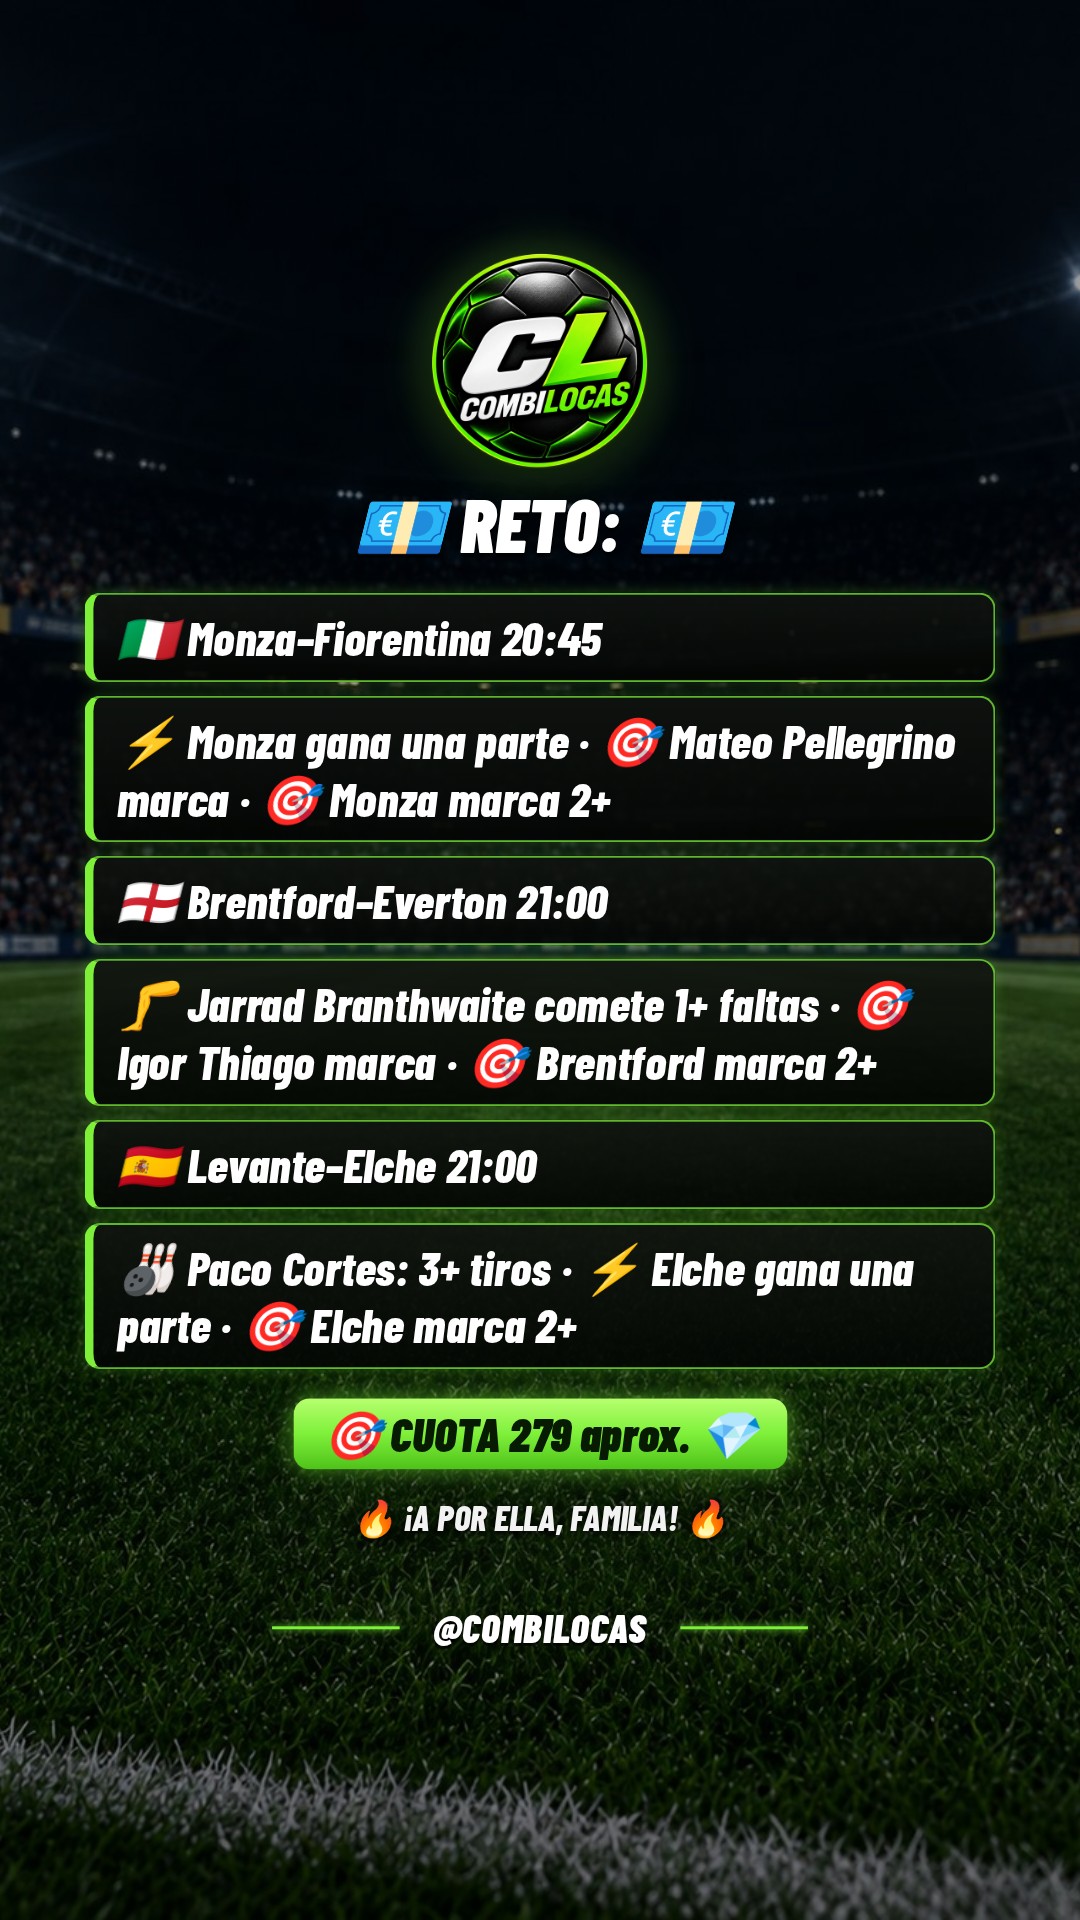 CL
COMBILOCAS
💶 RETO: 💶
🇮🇹 Monza-Fiorentina 20:45
⚡ Monza gana una parte · 🎯 Mateo Pellegrino
marca · 🎯 Monza marca 2+
🏴󠁧󠁢󠁥󠁮󠁧󠁿 Brentford-Everton 21:00
🦵 Jarrad Branthwaite comete 1+ faltas · 🎯
Igor Thiago marca · 🎯 Brentford marca 2+
🇪🇸 Levante-Elche 21:00
🎳 Paco Cortes: 3+ tiros · ⚡ Elche gana una
parte · 🎯 Elche marca 2+
🎯 CUOTA 279 aprox. 💎
🔥 ¡A POR ELLA, FAMILIA! 🔥
@COMBILOCAS